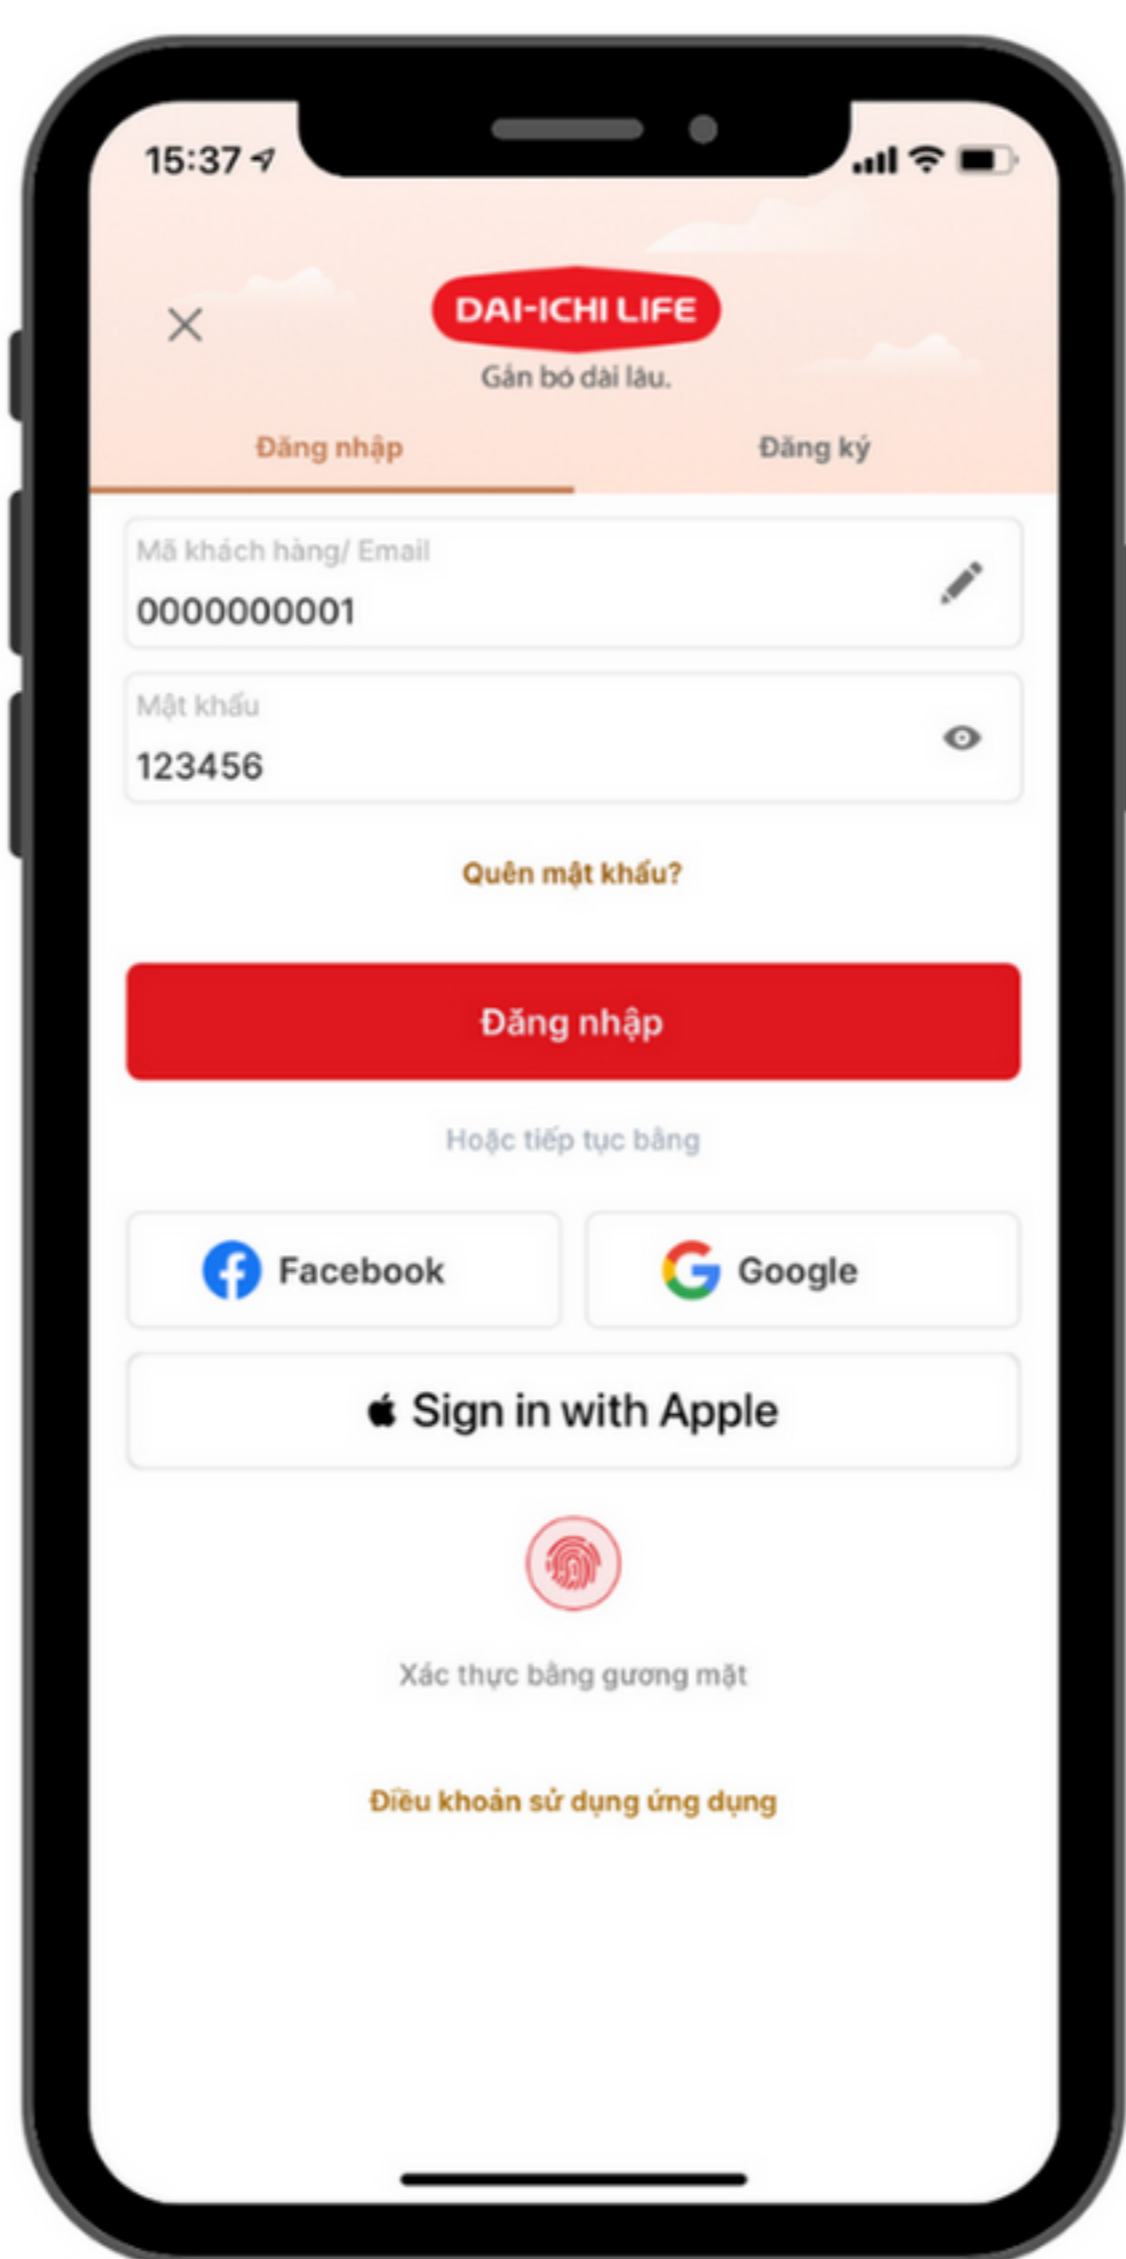 15:37
DAI-ICHI LIFE
Gắn bó dài lâu.
Đăng nhập
Đăng ký
Mã khách hàng/ Email
0000000001
Mật khẩu
123456
Quên mật khẩu?
Đăng nhập
Hoặc tiếp tục bằng
Facebook
Google
Sign in with Apple
Xác thực bằng gương mặt
Điều khoản sử dụng ứng dụng